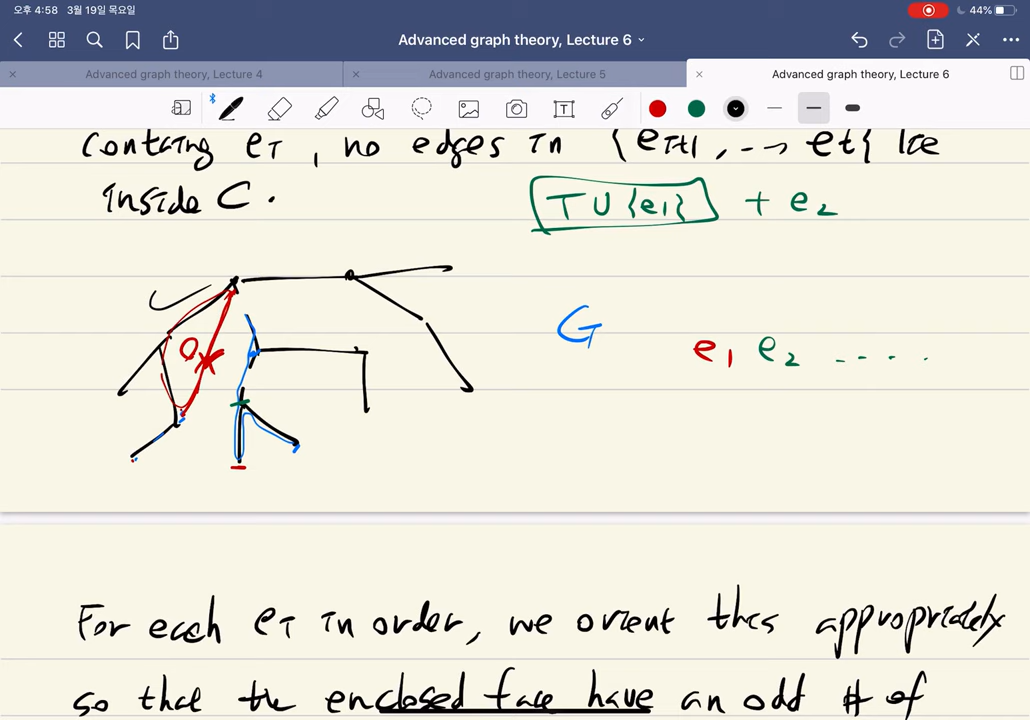 오후 4:58 3월 19일 목요일
44%
Advanced graph theory, Lecture 6
Advanced graph theory, Lecture 4
Advanced graph theory, Lecture 5
Advanced graph theory, Lecture 6
Containg eI, no edges in {ei+1, ... et} lie
inside C.
T U {e1} + e2
G
e1 e2 .....
For each ei in order, we orient this appropriately
so that the enclosed face have an odd # of